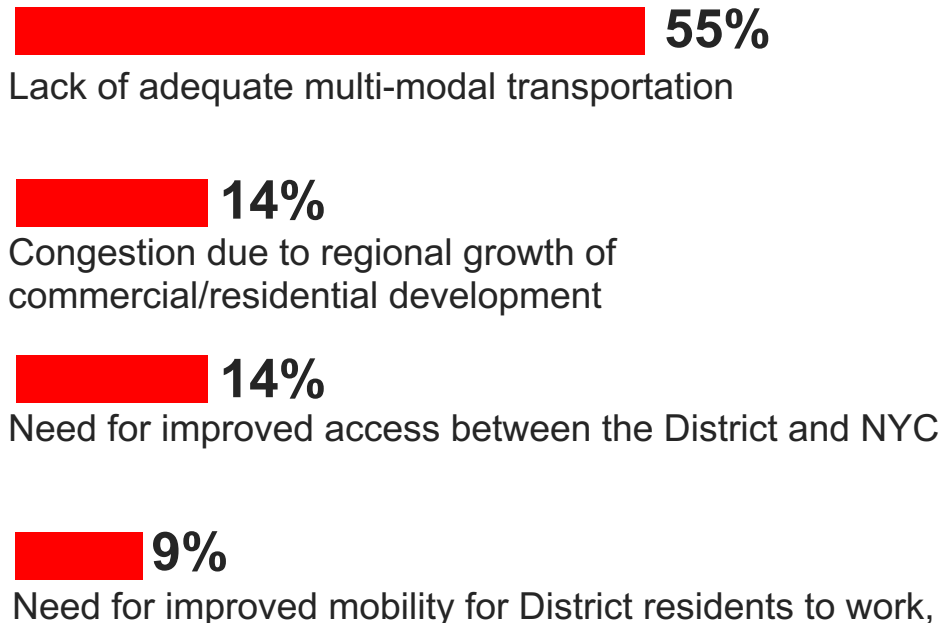 55%
Lack of adequate multi-modal transportation
14%
Congestion due to regional growth of
commercial/residential development
14%
Need for improved access between the District and NYC
9%
Need for improved mobility for District residents to work,